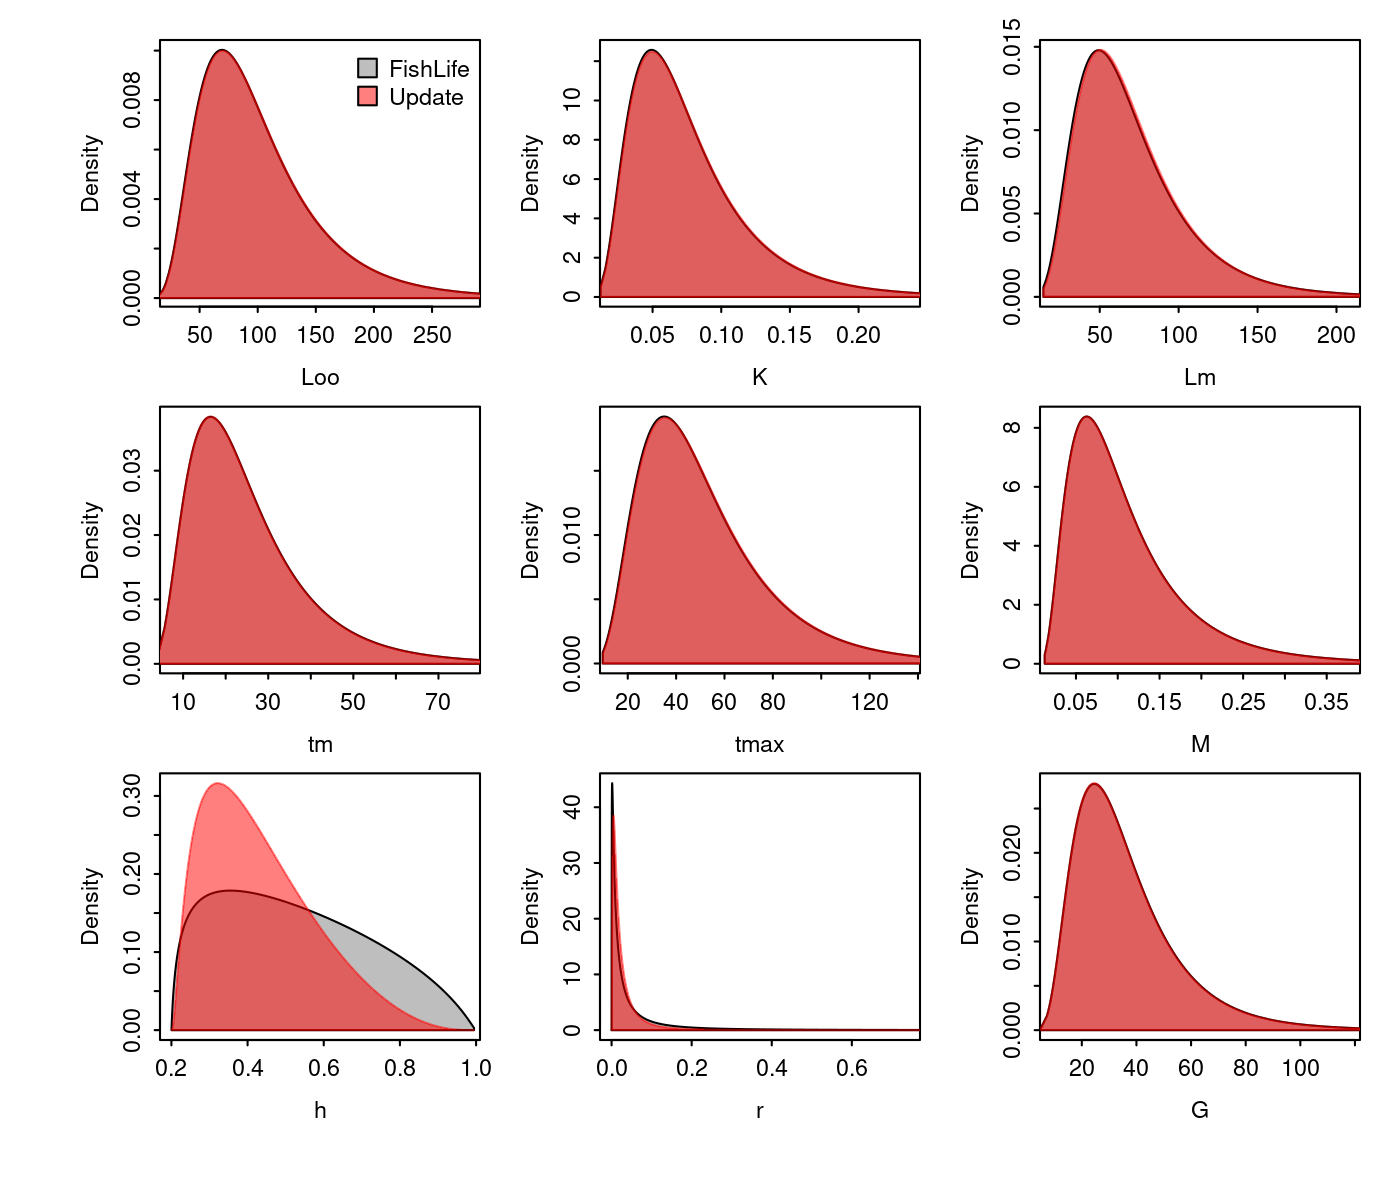 FishLife
Update
Density
0.000 0.004 0.008
50 100 150 200 250
Loo
Density
0 2 4 6 8 10
0.05 0.10 0.15 0.20
K
Density
0.000 0.005 0.010 0.015
50 100 150 200
Lm
Density
0.00 0.01 0.02 0.03
10 30 50 70
tm
Density
0.000 0.010
20 40 60 80 120
tmax
Density
0 2 4 6 8
0.05 0.15 0.25 0.35
M
Density
0.00 0.10 0.20 0.30
0.2 0.4 0.6 0.8 1.0
h
Density
0 10 20 30 40
0.0 0.2 0.4 0.6
r
Density
0.000 0.010 0.020
20 40 60 80 100
G